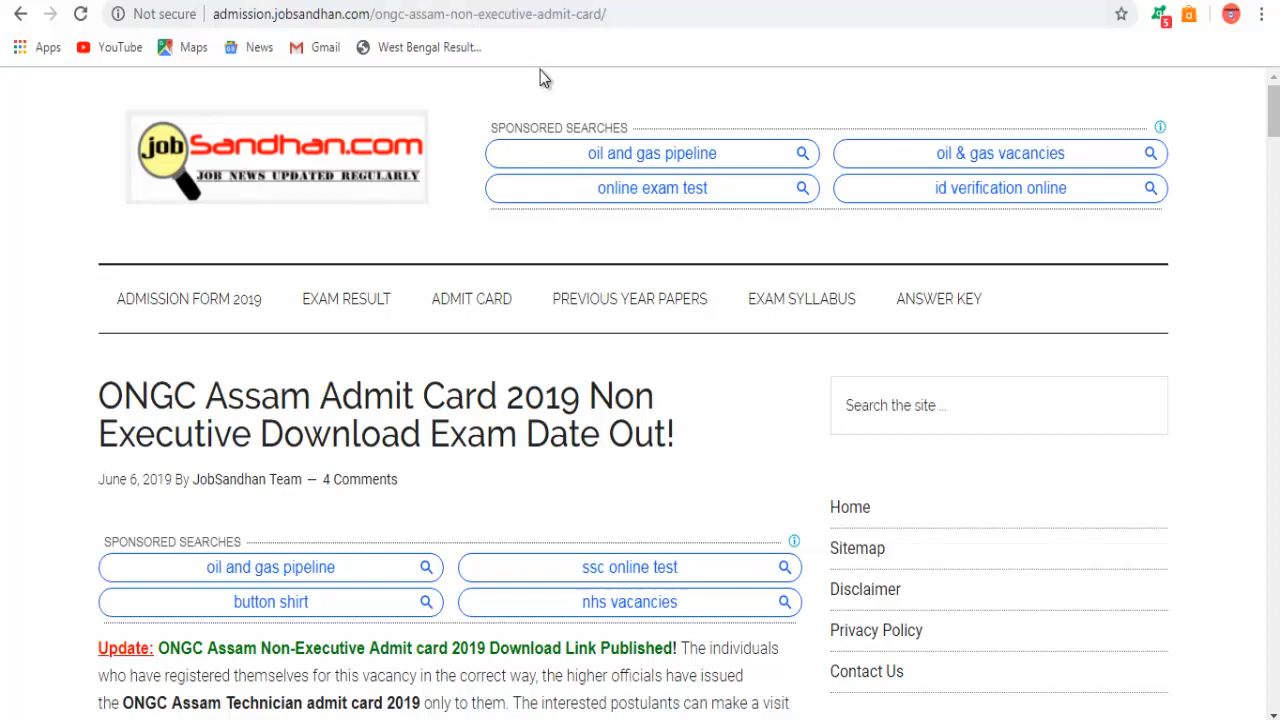 Not secure admission.jobsandhan.com/ongc-assam-non-executive-admit-card/
5
Apps YouTube Maps News Gmail West Bengal Result...
job Sandhan.com
JOB NEWS UPDATED REGULARLY
SPONSORED SEARCHES
oil and gas pipeline oil & gas vacancies
online exam test id verification online
ADMISSION FORM 2019 EXAM RESULT ADMIT CARD PREVIOUS YEAR PAPERS EXAM SYLLABUS ANSWER KEY
ONGC Assam Admit Card 2019 Non
Executive Download Exam Date Out!
June 6, 2019 By JobSandhan Team — 4 Comments
SPONSORED SEARCHES
oil and gas pipeline ssc online test
button shirt nhs vacancies
Update: ONGC Assam Non-Executive Admit card 2019 Download Link Published! The individuals
who have registered themselves for this vacancy in the correct way, the higher officials have issued
the ONGC Assam Technician admit card 2019 only to them. The interested postulants can make a visit
Search the site ...
Home
Sitemap
Disclaimer
Privacy Policy
Contact Us